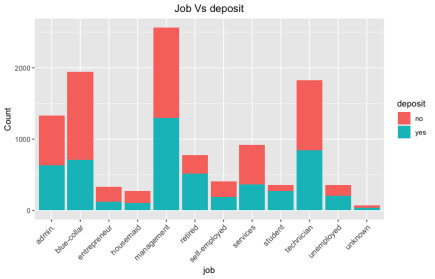 Job Vs deposit
Count
2000
1000
0
admin.
blue-collar
entrepreneur
housemaid
management
retired
self-employed
services
student
technician
unemployed
unknown
job
deposit
no
yes